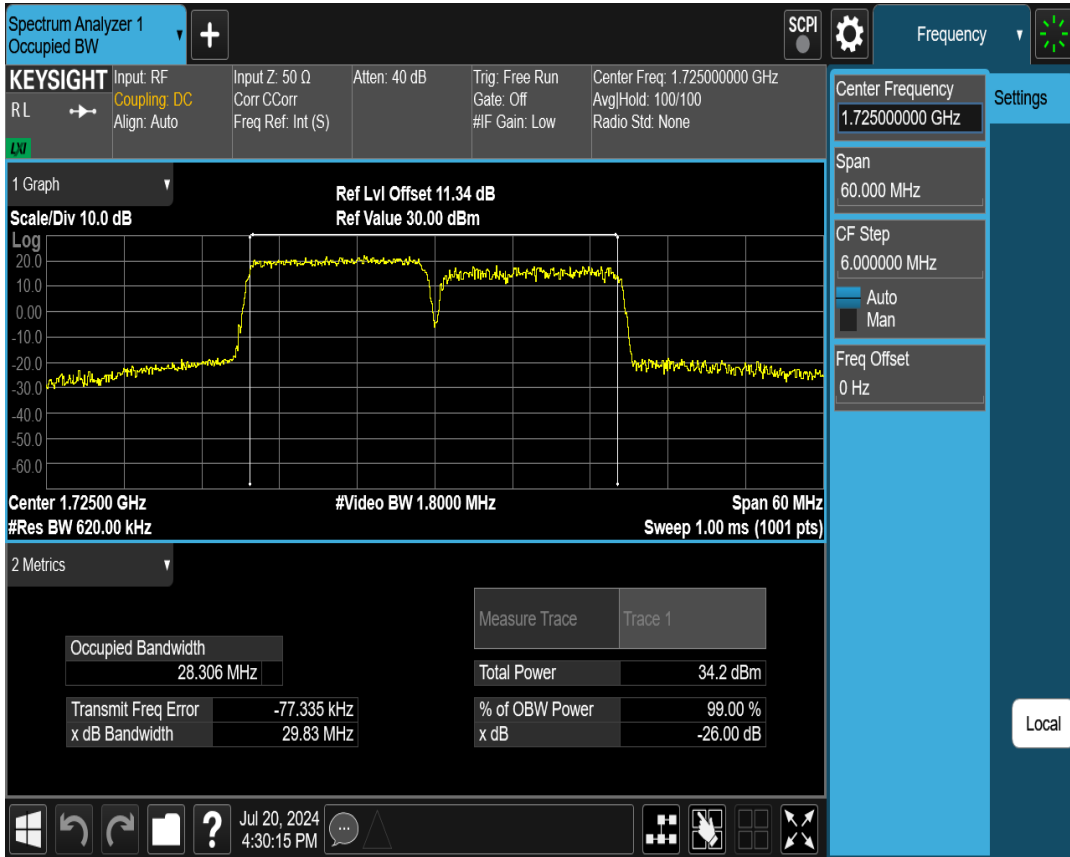 Spectrum Analyzer 1
Occupied BW
+
SCPI
Frequency
KEYSIGHT
RL
LXI
Input: RF
Coupling: DC
Align: Auto
Input Z: 50 Ω
Corr CCorr
Freq Ref: Int (S)
Atten: 40 dB
Trig: Free Run
Gate: Off
#IF Gain: Low
Center Freq: 1.725000000 GHz
Avg|Hold: 100/100
Radio Std: None
Center Frequency
1.725000000 GHz
Settings
Span
60.000 MHz
CF Step
6.000000 MHz
Auto
Man
Freq Offset
0 Hz
Local
1 Graph
Scale/Div 10.0 dB
Ref Lvl Offset 11.34 dB
Ref Value 30.00 dBm
Log
20.0
10.0
0.00
-10.0
-20.0
-30.0
-40.0
-50.0
-60.0
Center 1.72500 GHz
#Video BW 1.8000 MHz
Span 60 MHz
#Res BW 620.00 kHz
Sweep 1.00 ms (1001 pts)
2 Metrics
Measure Trace Trace 1
Occupied Bandwidth
28.306 MHz
Total Power 34.2 dBm
Transmit Freq Error -77.335 kHz
% of OBW Power 99.00 %
x dB Bandwidth 29.83 MHz
x dB -26.00 dB
?
Jul 20, 2024
4:30:15 PM